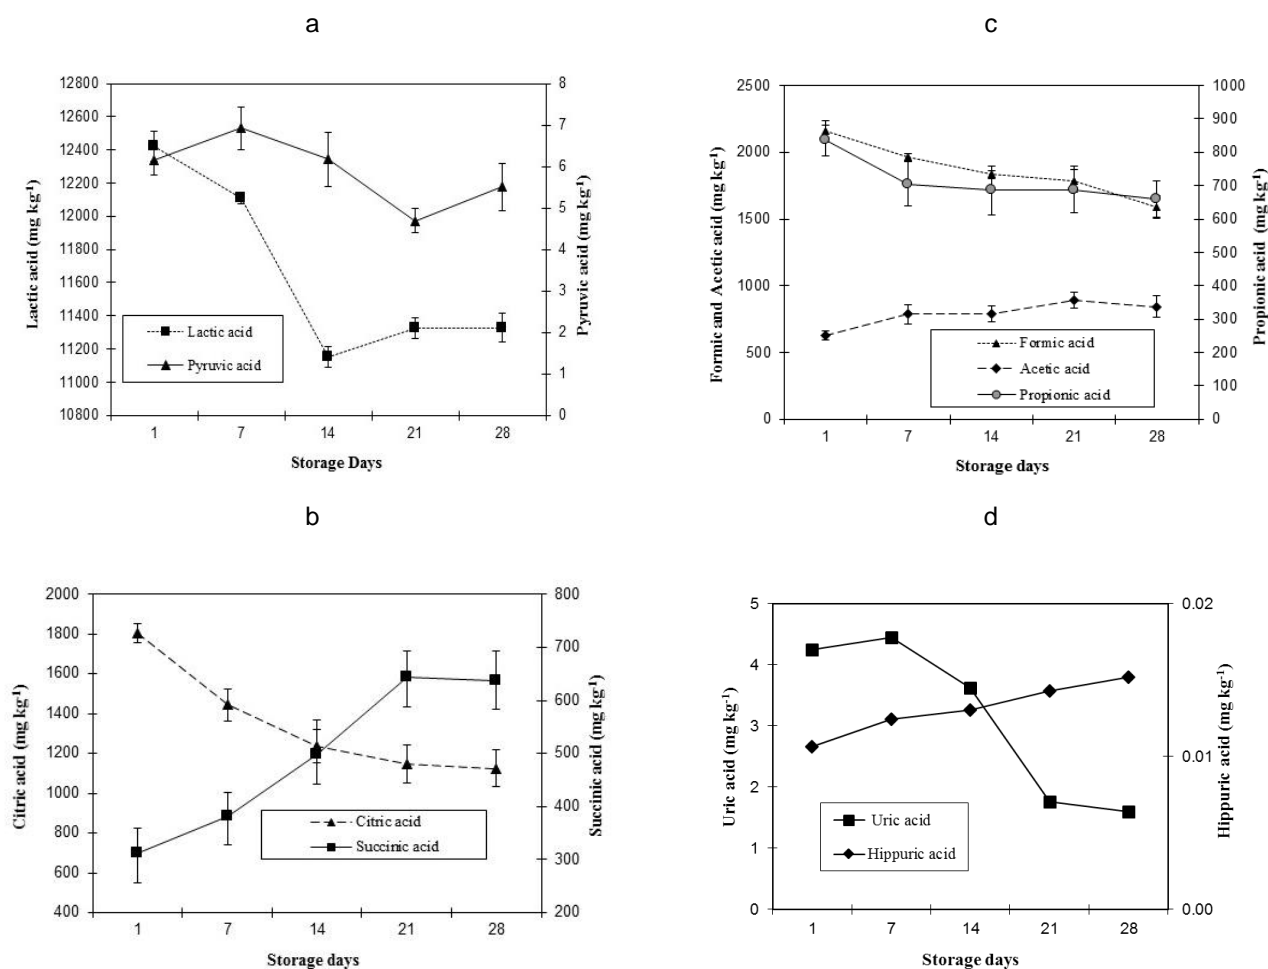 a
Lactic acid (mg kg⁻¹)
12800
12600
12400
12200
12000
11800
11600
11400
11200
11000
10800
Lactic acid
Pyruvic acid
8
7
6
5
4
3
2
1
0
Pyruvic acid (mg kg⁻¹)
1 7 14 21 28
Storage Days
c
Formic and Acetic acid (mg kg⁻¹)
2500
2000
1500
1000
500
0
Formic acid
Acetic acid
Propionic acid
1000
900
800
700
600
500
400
300
200
100
0
Propionic acid (mg kg⁻¹)
1 7 14 21 28
Storage days
b
Citric acid (mg kg⁻¹)
2000
1800
1600
1400
1200
1000
800
600
400
Citric acid
Succinic acid
800
700
600
500
400
300
200
Succinic acid (mg kg⁻¹)
1 7 14 21 28
Storage days
d
Uric acid (mg kg⁻¹)
5
4
3
2
1
0
Uric acid
Hippuric acid
0.02
0.01
0.00
Hippuric acid (mg kg⁻¹)
1 7 14 21 28
Storage days